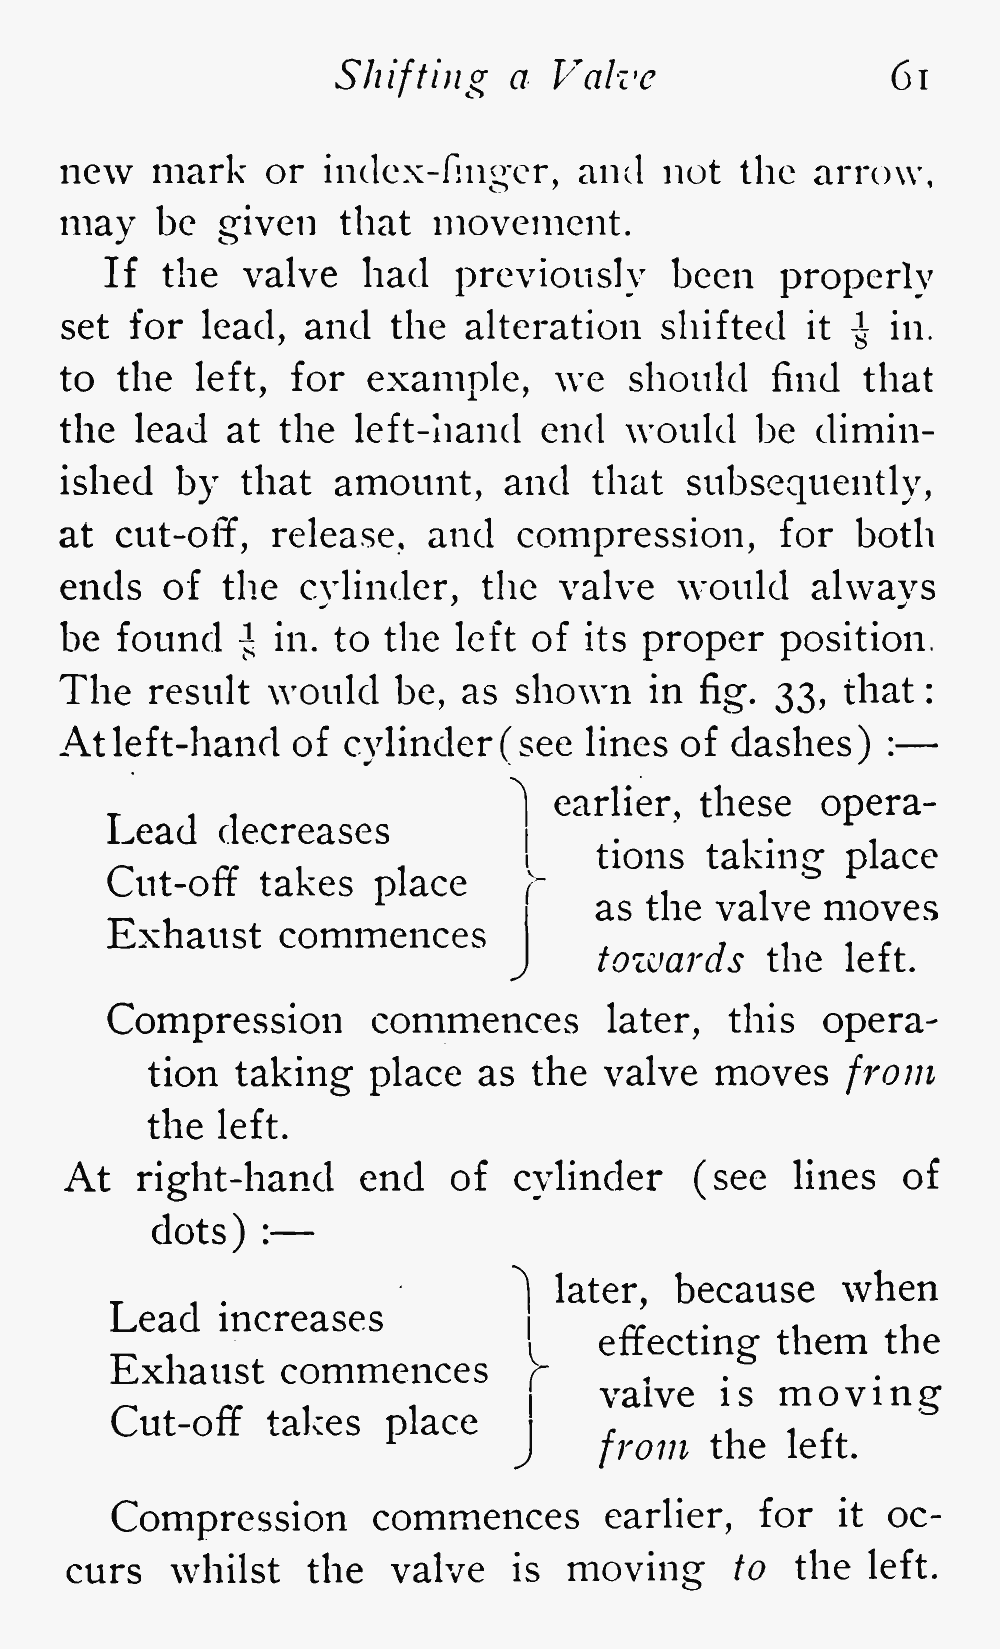 Shifting a Valve 61
new mark or index-finger, and not the arrow,
may be given that movement.
If the valve had previously been properly
set for lead, and the alteration shifted it ⅛ in.
to the left, for example, we should find that
the lead at the left-hand end would be dimin-
ished by that amount, and that subsequently,
at cut-off, release, and compression, for both
ends of the cylinder, the valve would always
be found ⅛ in. to the left of its proper position.
The result would be, as shown in fig. 33, that :
At left-hand of cylinder (see lines of dashes) :—
Lead decreases
Cut-off takes place
Exhaust commences
earlier, these opera-
tions taking place
as the valve moves
towards the left.
Compression commences later, this opera-
tion taking place as the valve moves from
the left.
At right-hand end of cylinder (see lines of
dots) :—
Lead increases
Exhaust commences
Cut-off takes place
later, because when
effecting them the
valve is moving
from the left.
Compression commences earlier, for it oc-
curs whilst the valve is moving to the left.